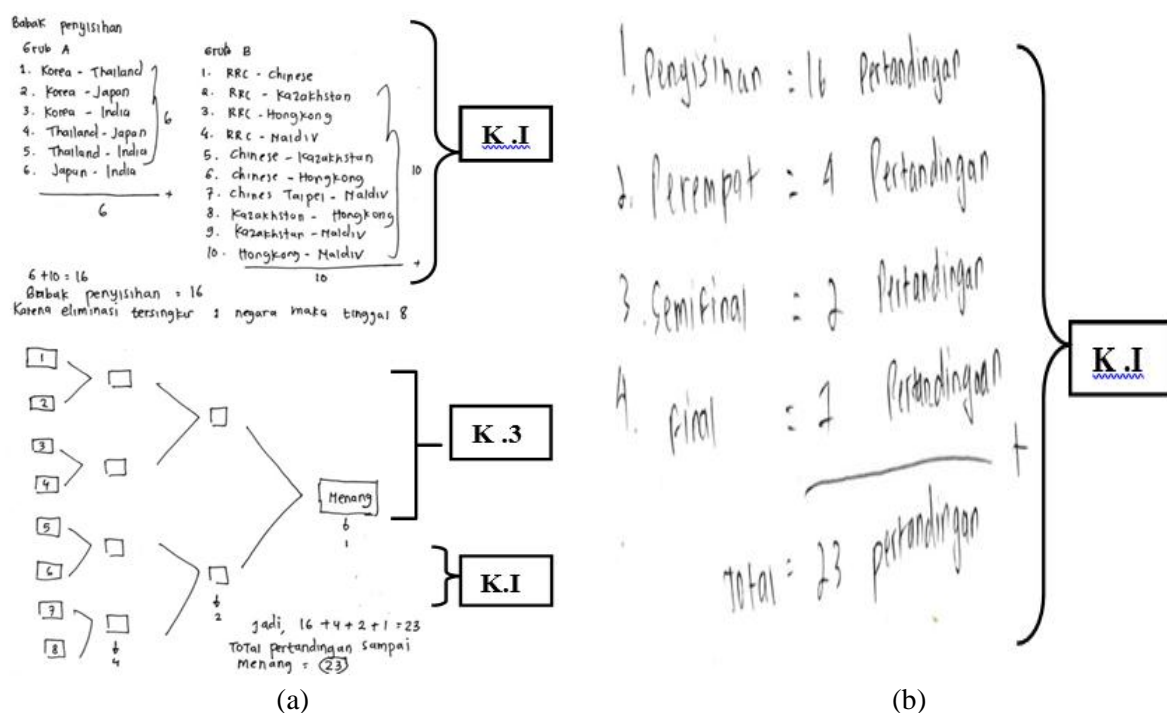 Babak penyisihan
Grub A
1. Korea - Thailand
2. Korea - Japan
3. Korea - India
4. Thailand - Japan
5. Thailand - India
6. Japan - India
6
+
6
Grub B
1. RRC - Chinese
2. RRC - Kazakhstan
3. RRC - Hongkong
4. RRC - Maldiv
5. Chinese - Kazakhstan
6. Chinese - Hongkong
7. Chines Taipei - Maldiv
8. Kazakhstan - Hongkong
9. Kazakhstan - Maldiv
10. Hongkong - Maldiv
10
+
10
K .I
6 + 10 = 16
Babak penyisihan = 16
Karena eliminasi tersingkir 1 negara maka tinggal 8
1
2
3
4
5
6
7
8
4
2
Menang
1
K .3
K.I
Jadi, 16 + 4 + 2 + 1 = 23
Total pertandingan sampai
menang = 23
(a)
1. Pengisihan = 16 Pertandingan
2. Perempat = 4 Pertandingan
3. Semifinal = 2 Pertandingan
4. Final = 1 Pertandingaan
+
Total = 23 pertandingan
K .I
(b)